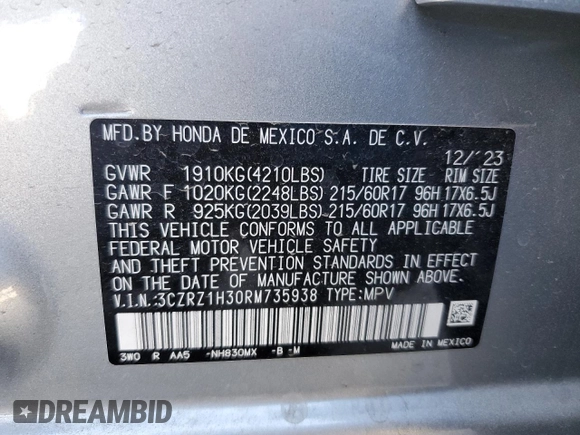 MFD.BY HONDA DE MEXICO S.A. DE C.V.
12/'23
GVWR 1910KG(4210LBS) TIRE SIZE RIM SIZE
GAWR F 1020KG(2248LBS) 215/60R17 96H 17X6.5J
GAWR R 925KG(2039LBS) 215/60R17 96H 17X6.5J
THIS VEHICLE CONFORMS TO ALL APPLICABLE
FEDERAL MOTOR VEHICLE SAFETY
AND THEFT PREVENTION STANDARDS IN EFFECT
ON THE DATE OF MANUFACTURE SHOWN ABOVE.
V.I.N.:3CZRZ1H30RM735938 TYPE:MPV
3W0 R AA5 -NH830MX -B -M
MADE IN MEXICO
DREAMBID